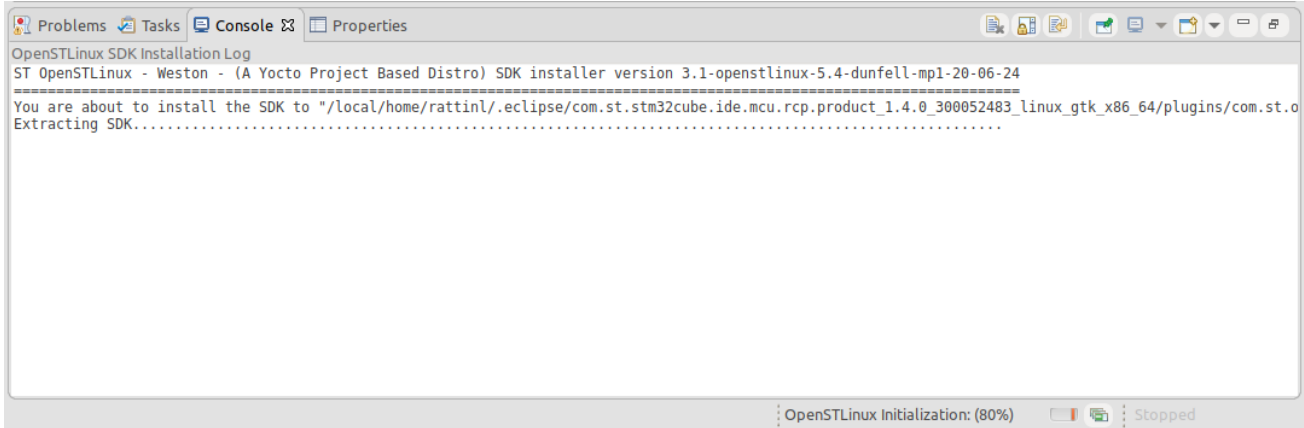 Problems Tasks Console Properties
OpenSTLinux SDK Installation Log
ST OpenSTLinux - Weston - (A Yocto Project Based Distro) SDK installer version 3.1-openstlinux-5.4-dunfell-mp1-20-06-24
=======================================================================================================================
You are about to install the SDK to "/local/home/rattinl/.eclipse/com.st.stm32cube.ide.mcu.rcp.product_1.4.0_300052483_linux_gtk_x86_64/plugins/com.st.o
Extracting SDK.......................................................................................................
OpenSTLinux Initialization: (80%) Stopped